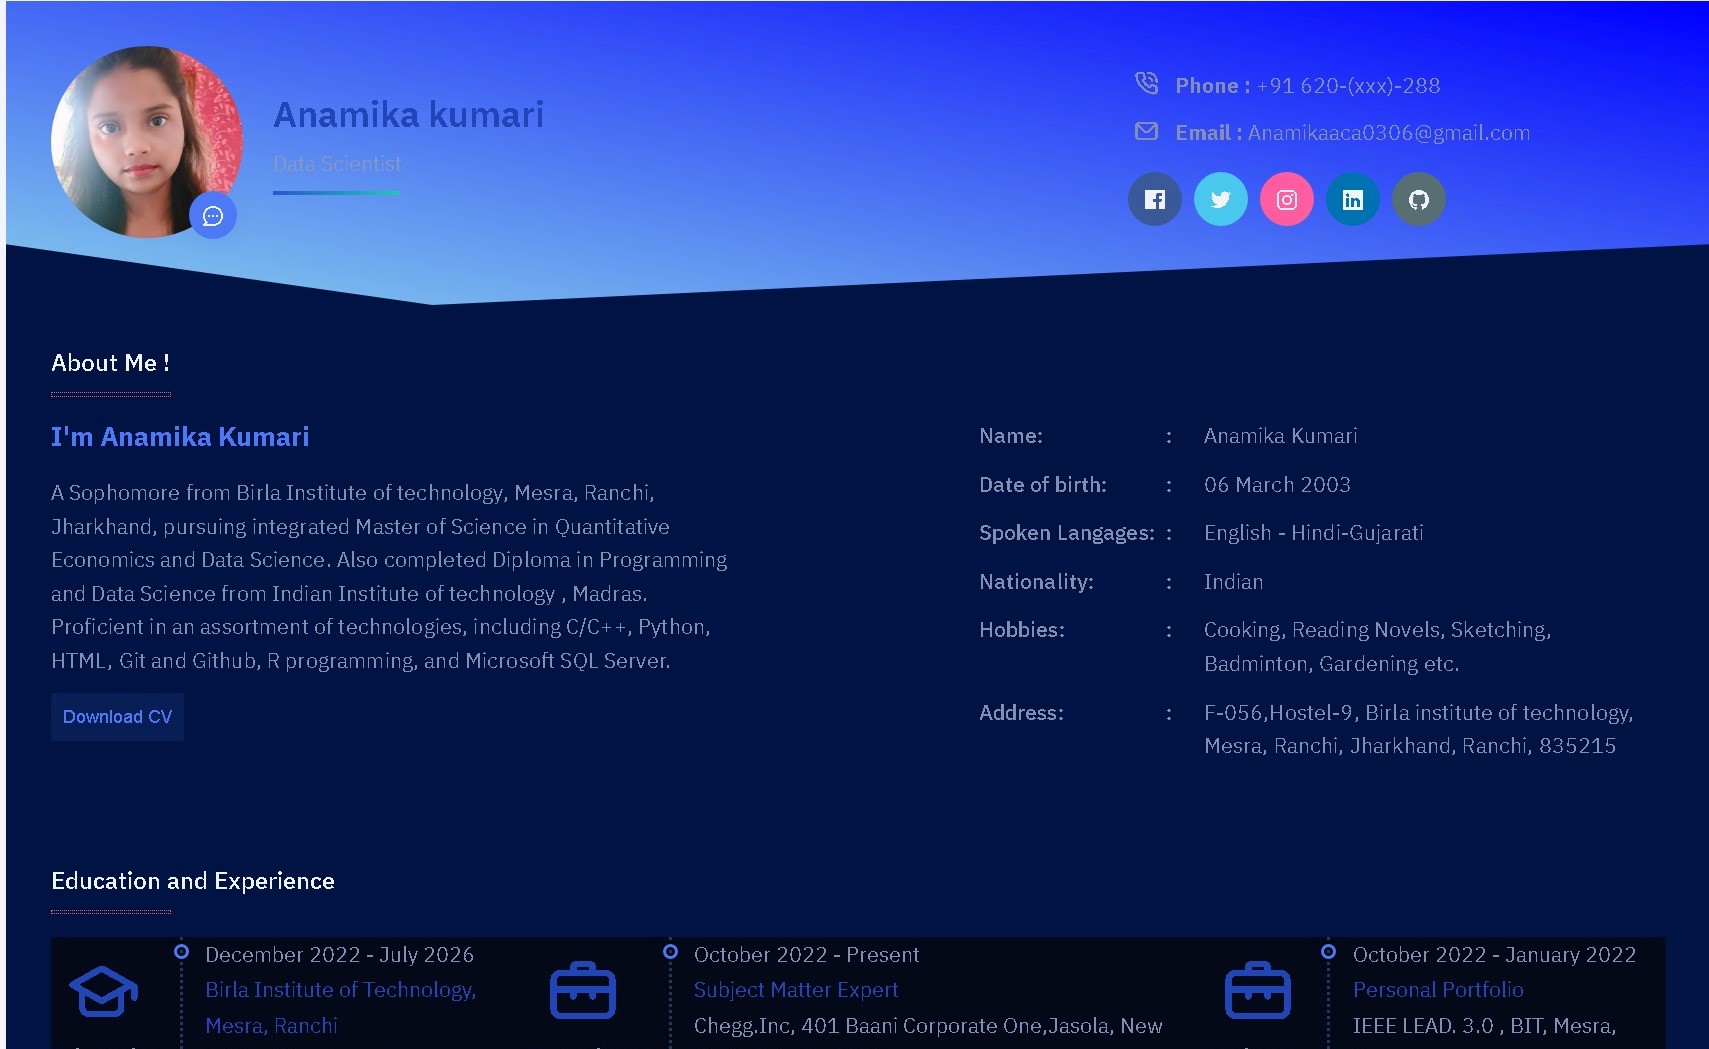 Anamika kumari
Data Scientist
Phone : +91 620-(xxx)-288
Email : Anamikaaca0306@gmail.com
About Me !
I'm Anamika Kumari
A Sophomore from Birla Institute of technology, Mesra, Ranchi,
Jharkhand, pursuing integrated Master of Science in Quantitative
Economics and Data Science. Also completed Diploma in Programming
and Data Science from Indian Institute of technology , Madras.
Proficient in an assortment of technologies, including C/C++, Python,
HTML, Git and Github, R programming, and Microsoft SQL Server.
Download CV
Name: : Anamika Kumari
Date of birth: : 06 March 2003
Spoken Langages: : English - Hindi-Gujarati
Nationality: : Indian
Hobbies: : Cooking, Reading Novels, Sketching,
Badminton, Gardening etc.
Address: : F-056,Hostel-9, Birla institute of technology,
Mesra, Ranchi, Jharkhand, Ranchi, 835215
Education and Experience
December 2022 - July 2026
Birla Institute of Technology,
Mesra, Ranchi
October 2022 - Present
Subject Matter Expert
Chegg.Inc, 401 Baani Corporate One,Jasola, New
October 2022 - January 2022
Personal Portfolio
IEEE LEAD. 3.0 , BIT, Mesra,